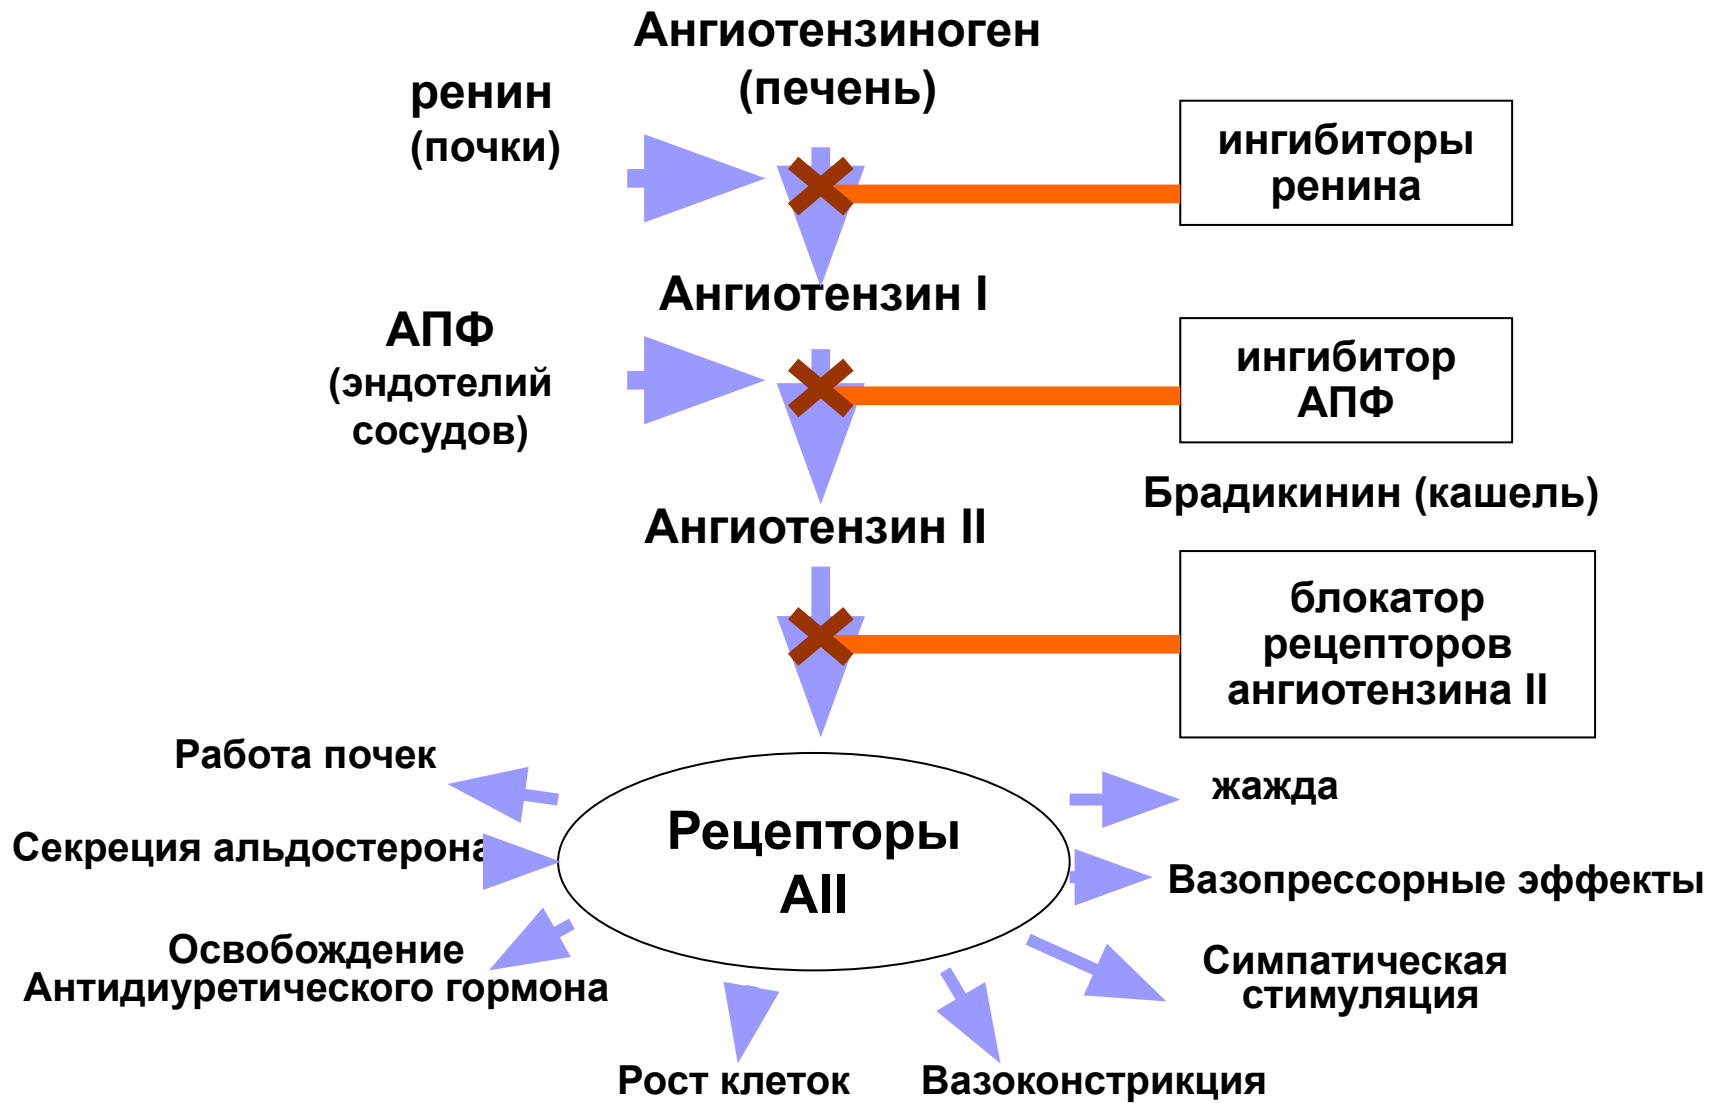 Ангиотензиноген
(печень)
ренин
(почки)
ингибиторы
ренина
Ангиотензин I
АПФ
(эндотелий
сосудов)
ингибитор
АПФ
Брадикинин (кашель)
Ангиотензин II
блокатор
рецепторов
ангиотензина II
Работа почек
жажда
Рецепторы
AII
Секреция альдостерона
Вазопрессорные эффекты
Освобождение
Антидиуретического гормона
Симпатическая
стимуляция
Рост клеток
Вазоконстрикция